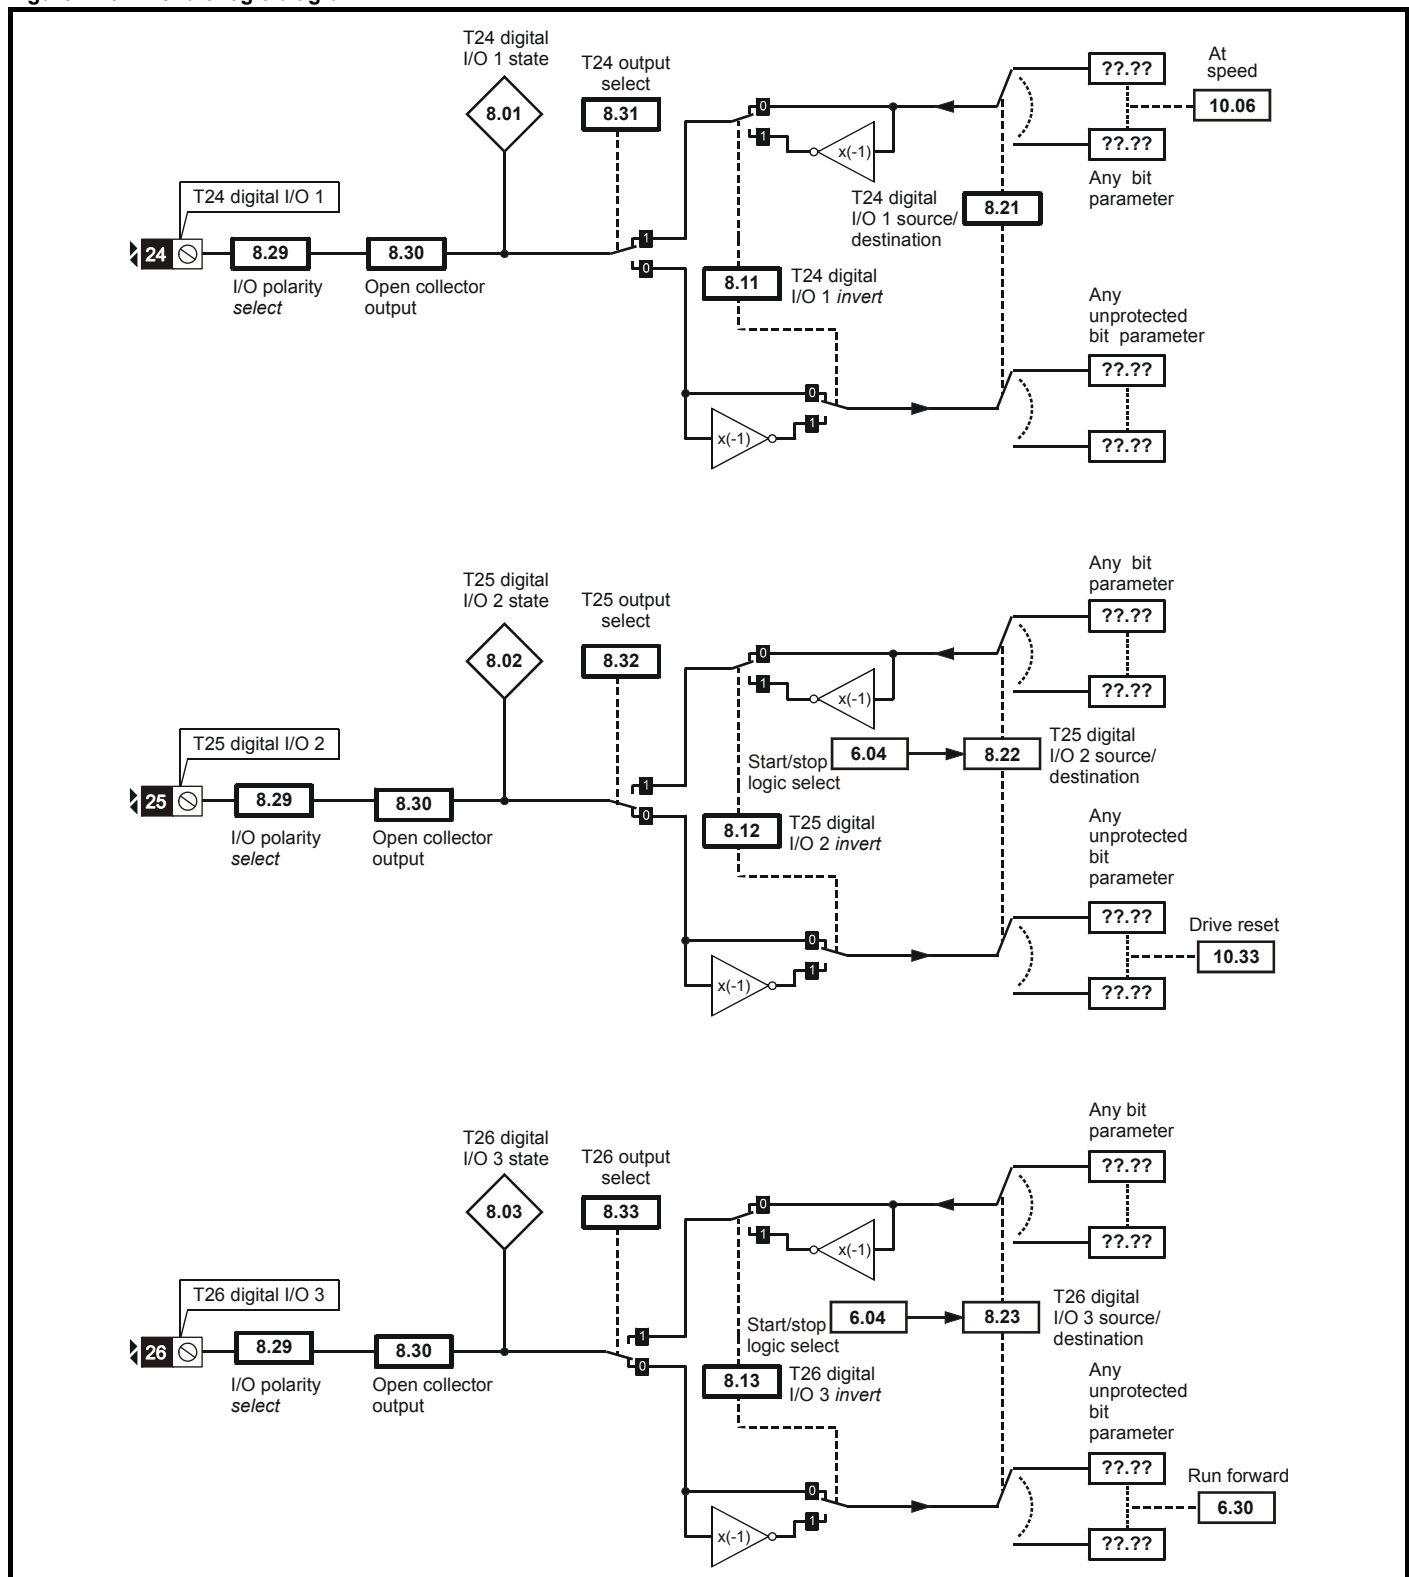 T24 digital
I/O 1 state
8.01
T24 output
select
8.31
0
1
x(-1)
??.??
At
speed
10.06
??.??
Any bit
parameter
T24 digital
I/O 1 source/
destination
8.21
T24 digital I/O 1
24
8.29
I/O polarity
select
8.30
Open collector
output
1
0
8.11
T24 digital
I/O 1 invert
Any
unprotected
bit parameter
??.??
??.??
0
1
x(-1)
T25 digital
I/O 2 state
8.02
T25 output
select
8.32
0
1
x(-1)
Any bit
parameter
??.??
??.??
Start/stop
logic select
6.04
8.22
T25 digital
I/O 2 source/
destination
T25 digital I/O 2
25
8.29
I/O polarity
select
8.30
Open collector
output
1
0
8.12
T25 digital
I/O 2 invert
Any
unprotected
bit
parameter
??.??
??.??
Drive reset
10.33
0
1
x(-1)
T26 digital
I/O 3 state
8.03
T26 output
select
8.33
0
1
x(-1)
Any bit
parameter
??.??
??.??
Start/stop
logic select
6.04
8.23
T26 digital
I/O 3 source/
destination
T26 digital I/O 3
26
8.29
I/O polarity
select
8.30
Open collector
output
1
0
8.13
T26 digital
I/O 3 invert
Any
unprotected
bit
parameter
??.??
??.??
Run forward
6.30
0
1
x(-1)